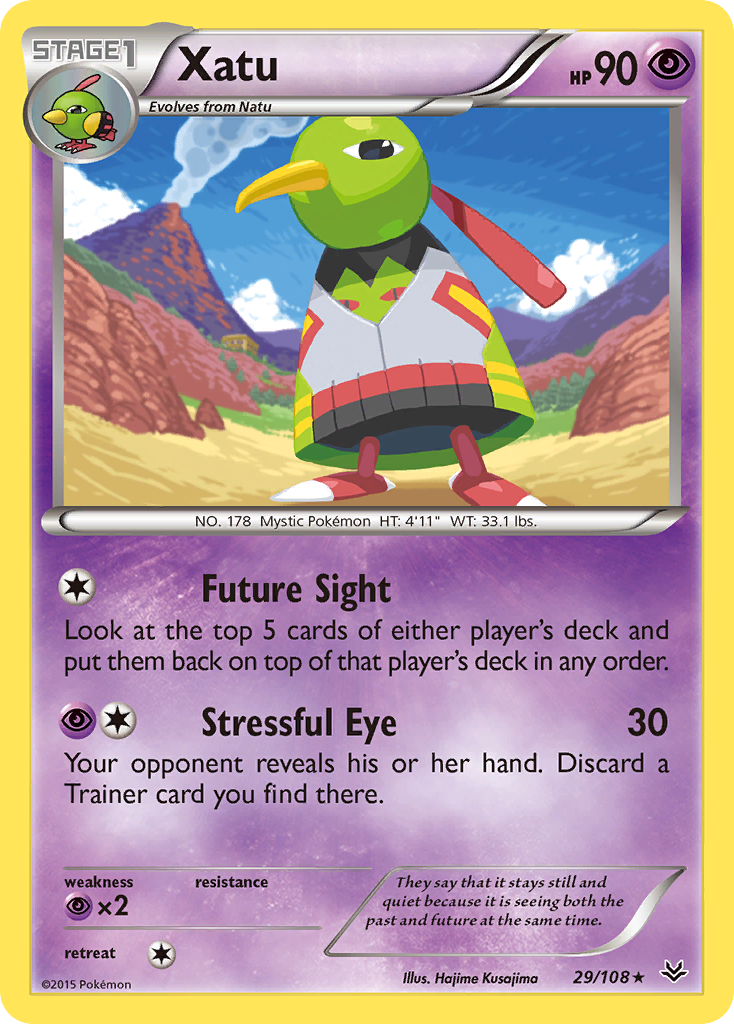 STAGE1
Xatu
HP90
Evolves from Natu
NO. 178 Mystic Pokémon HT: 4'11" WT: 33.1 lbs.
Future Sight
Look at the top 5 cards of either player's deck and
put them back on top of that player's deck in any order.
Stressful Eye 30
Your opponent reveals his or her hand. Discard a
Trainer card you find there.
weakness resistance
×2
They say that it stays still and
quiet because it is seeing both the
past and future at the same time.
retreat
©2015 Pokémon Illus. Hajime Kusajima 29/108 ★